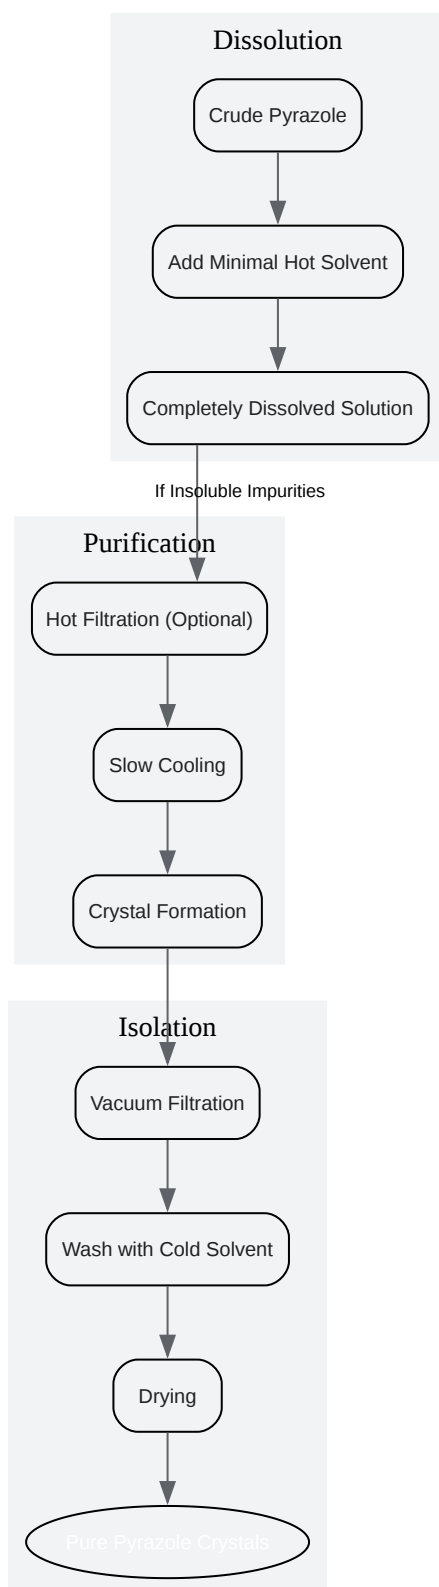 Dissolution
Crude Pyrazole
Add Minimal Hot Solvent
Completely Dissolved Solution
If Insoluble Impurities
Purification
Hot Filtration (Optional)
Slow Cooling
Crystal Formation
Isolation
Vacuum Filtration
Wash with Cold Solvent
Drying
Pure Pyrazole Crystals